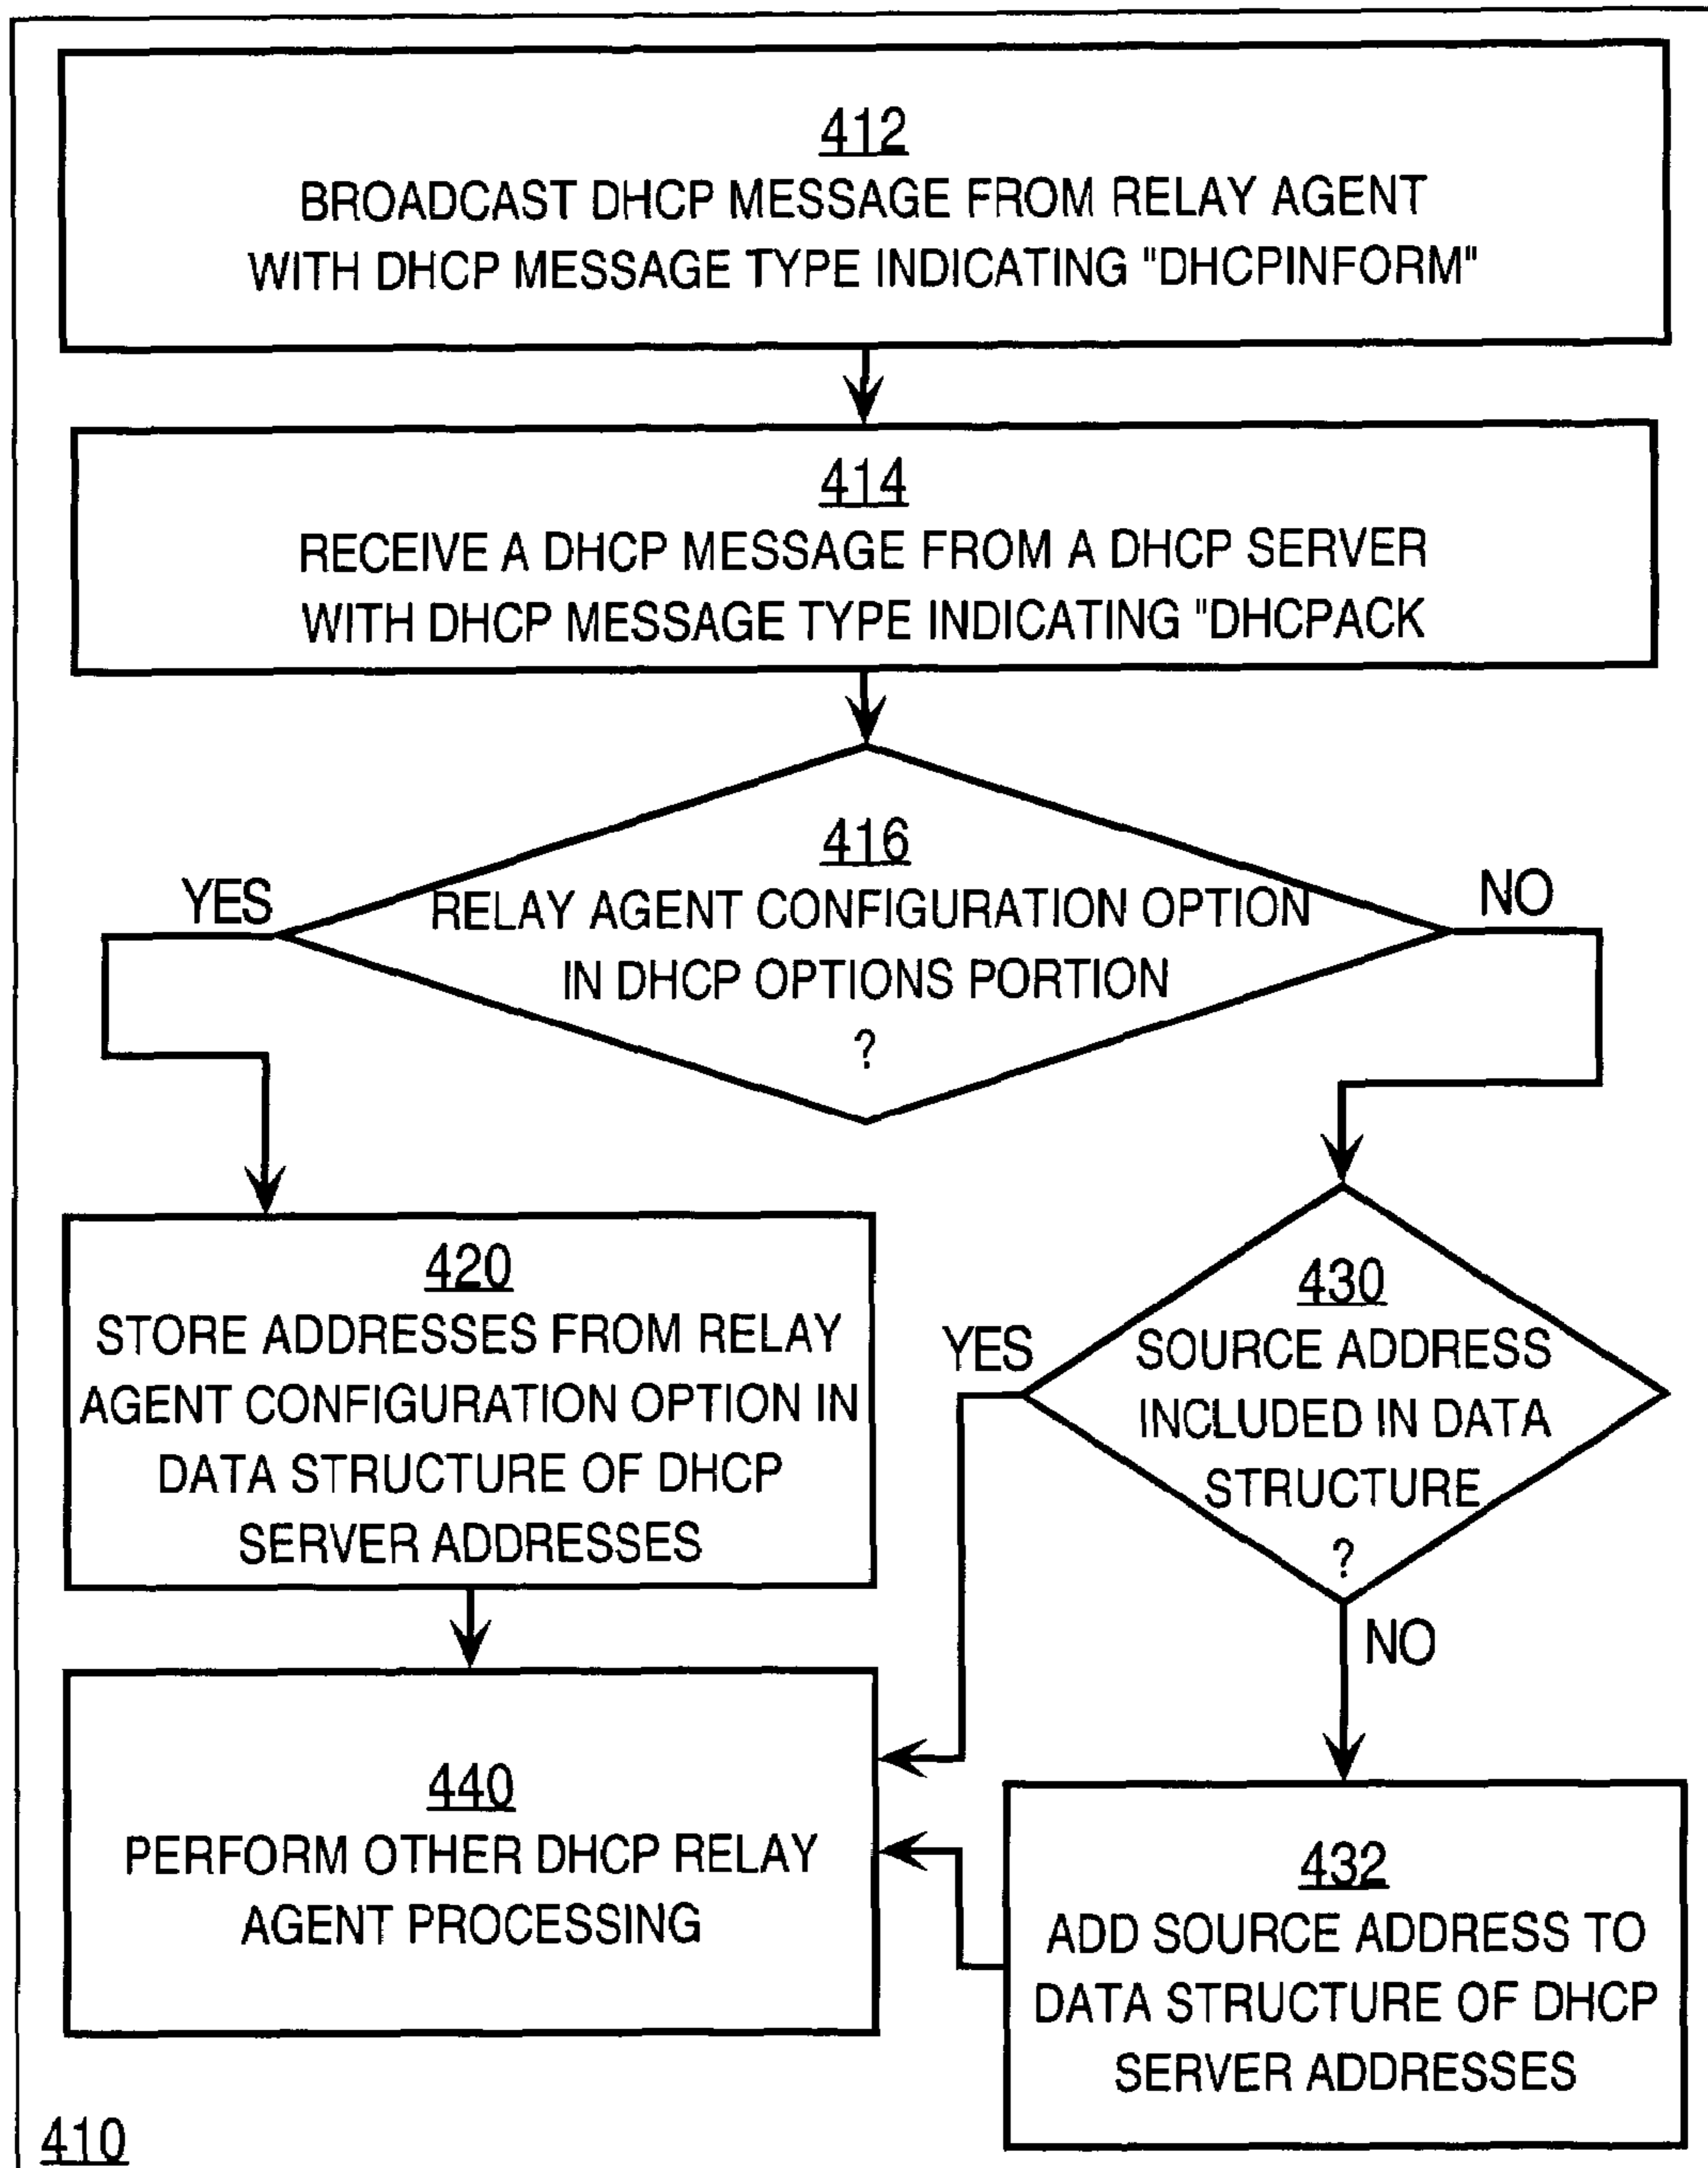 412
BROADCAST DHCP MESSAGE FROM RELAY AGENT
WITH DHCP MESSAGE TYPE INDICATING "DHCPINFORM"
414
RECEIVE A DHCP MESSAGE FROM A DHCP SERVER
WITH DHCP MESSAGE TYPE INDICATING "DHCPACK
416
RELAY AGENT CONFIGURATION OPTION
IN DHCP OPTIONS PORTION
?
YES
NO
420
STORE ADDRESSES FROM RELAY
AGENT CONFIGURATION OPTION IN
DATA STRUCTURE OF DHCP
SERVER ADDRESSES
430
SOURCE ADDRESS
INCLUDED IN DATA
STRUCTURE
?
YES
NO
440
PERFORM OTHER DHCP RELAY
AGENT PROCESSING
432
ADD SOURCE ADDRESS TO
DATA STRUCTURE OF DHCP
SERVER ADDRESSES
410